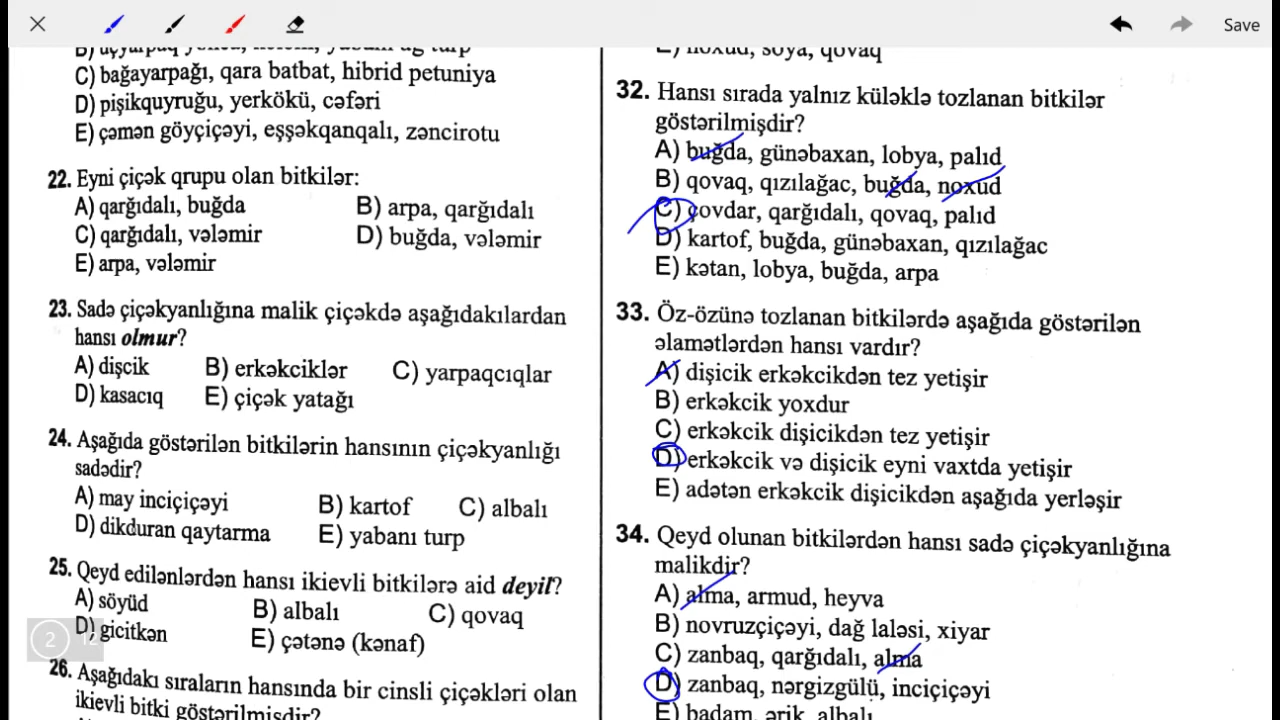 Save
B) üçyarpaq
C) bağayarpağı, qara batbat, hibrid petuniya
D) pişikquyruğu, yerkökü, cəfəri
E) çəmən göyçiçəyi, eşşəkqanqalı, zəncirotu
22. Eyni çiçək qrupu olan bitkilər:
A) qarğıdalı, buğda B) arpa, qarğıdalı
C) qarğıdalı, vələmir D) buğda, vələmir
E) arpa, vələmir
23. Sadə çiçəkyanlığına malik çiçəkdə aşağıdakılardan
hansı olmur?
A) dişcik B) erkəkciklər C) yarpaqcıqlar
D) kasacıq E) çiçək yatağı
24. Aşağıda göstərilən bitkilərin hansının çiçəkyanlığı
sadədir?
A) may inciçiçəyi B) kartof C) albalı
D) dikduran qaytarma E) yabanı turp
25. Qeyd edilənlərdən hansı ikievli bitkilərə aid deyil?
A) söyüd B) albalı C) qovaq
D) gicitkən E) çətənə (kənaf)
26. Aşağıdakı sıraların hansında bir cinsli çiçəkləri olan
ikievli bitki göstərilmişdir?
E) noxud, soya, qovaq
32. Hansı sırada yalnız küləklə tozlanan bitkilər
göstərilmişdir?
A) buğda, günəbaxan, lobya, palıd
B) qovaq, qızılağac, buğda, noxud
C) çovdar, qarğıdalı, qovaq, palıd
D) kartof, buğda, günəbaxan, qızılağac
E) kətan, lobya, buğda, arpa
33. Öz-özünə tozlanan bitkilərdə aşağıda göstərilən
əlamətlərdən hansı vardır?
A) dişicik erkəkcikdən tez yetişir
B) erkəkcik yoxdur
C) erkəkcik dişicikdən tez yetişir
D) erkəkcik və dişicik eyni vaxtda yetişir
E) adətən erkəkcik dişicikdən aşağıda yerləşir
34. Qeyd olunan bitkilərdən hansı sadə çiçəkyanlığına
malikdir?
A) alma, armud, heyva
B) novruzçiçəyi, dağ laləsi, xiyar
C) zanbaq, qarğıdalı, alma
D) zanbaq, nərgizgülü, inciçiçəyi
E) badam, ərik, albalı